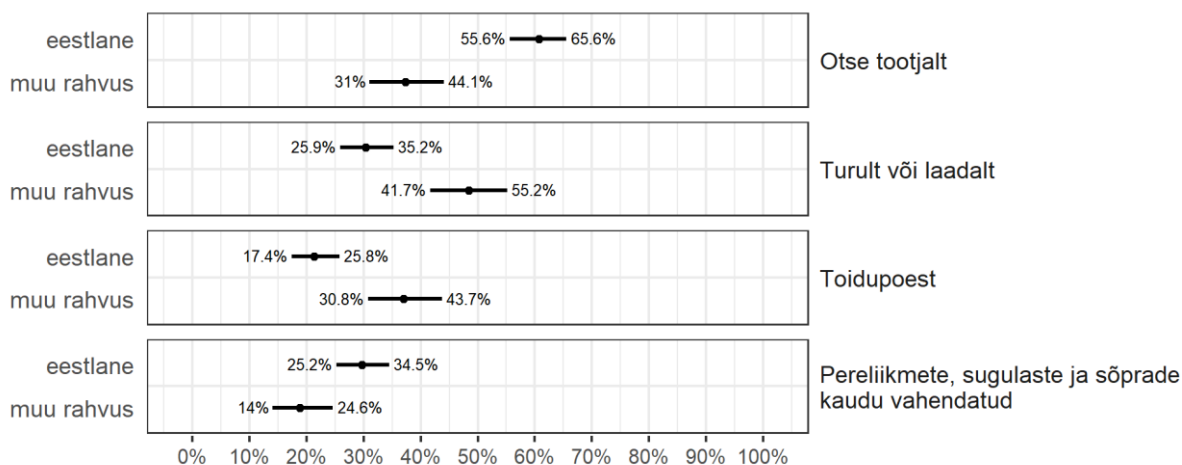 eestlane 55.6% 65.6%
muu rahvus 31% 44.1%
Otse tootjalt
eestlane 25.9% 35.2%
muu rahvus 41.7% 55.2%
Turult või laadalt
eestlane 17.4% 25.8%
muu rahvus 30.8% 43.7%
Toidupoest
eestlane 25.2% 34.5%
muu rahvus 14% 24.6%
Pereliikmete, sugulaste ja sõprade
kaudu vahendatud
0% 10% 20% 30% 40% 50% 60% 70% 80% 90% 100%